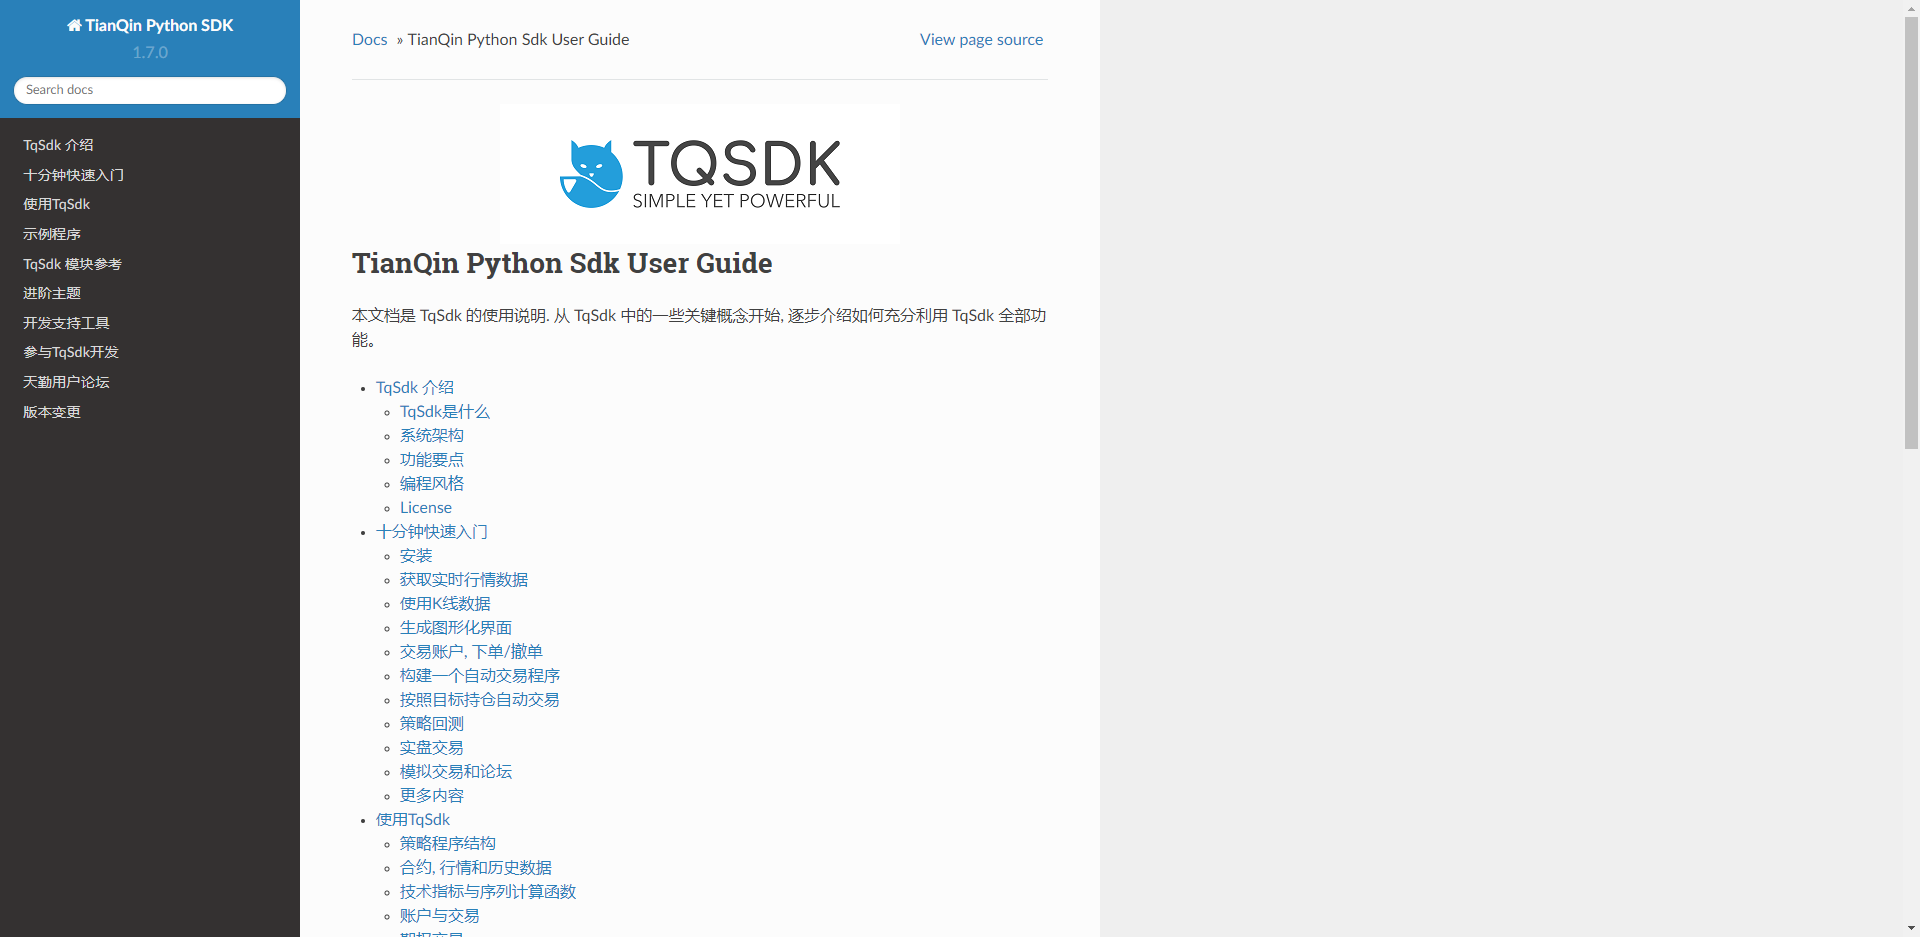 TianQin Python SDK
1.7.0
Search docs
TqSdk 介绍
十分钟快速入门
使用TqSdk
示例程序
TqSdk 模块参考
进阶主题
开发支持工具
参与TqSdk开发
天勤用户论坛
版本变更
Docs » TianQin Python Sdk User Guide
View page source
TQSDK
SIMPLE YET POWERFUL
TianQin Python Sdk User Guide
本文档是 TqSdk 的使用说明. 从 TqSdk 中的一些关键概念开始, 逐步介绍如何充分利用 TqSdk 全部功
能。
TqSdk 介绍
TqSdk是什么
系统架构
功能要点
编程风格
License
十分钟快速入门
安装
获取实时行情数据
使用K线数据
生成图形化界面
交易账户, 下单/撤单
构建一个自动交易程序
按照目标持仓自动交易
策略回测
实盘交易
模拟交易和论坛
更多内容
使用TqSdk
策略程序结构
合约, 行情和历史数据
技术指标与序列计算函数
账户与交易